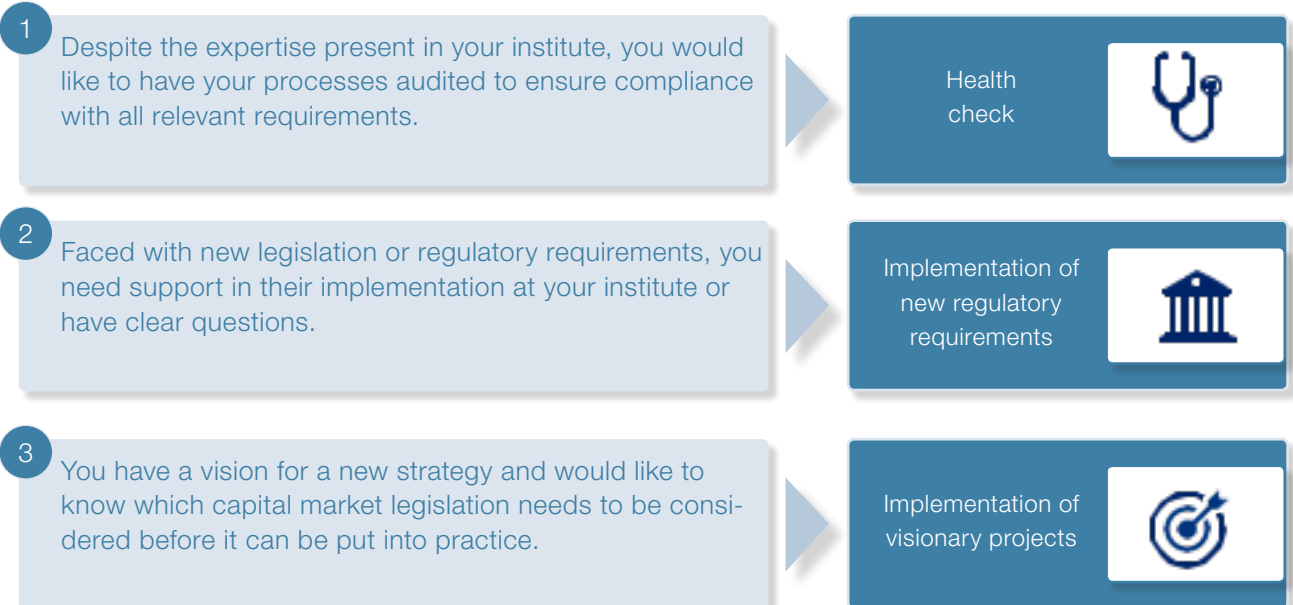 1
Despite the expertise present in your institute, you would
like to have your processes audited to ensure compliance
with all relevant requirements.
Health
check
2
Faced with new legislation or regulatory requirements, you
need support in their implementation at your institute or
have clear questions.
Implementation of
new regulatory
requirements
3
You have a vision for a new strategy and would like to
know which capital market legislation needs to be consi-
dered before it can be put into practice.
Implementation of
visionary projects